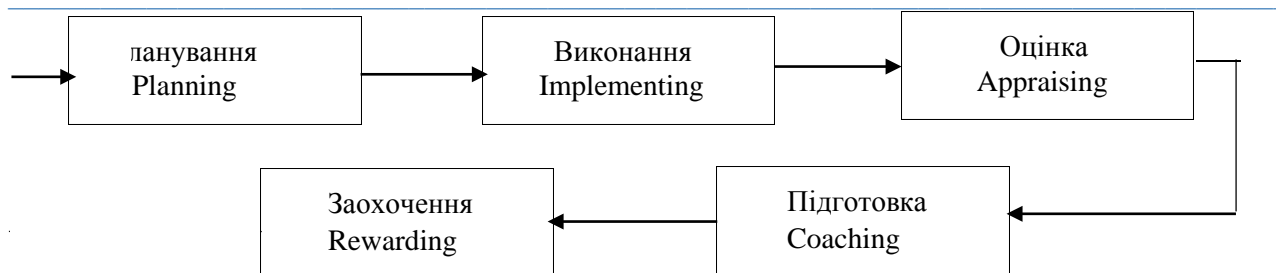 ланування
Planning
Виконання
Implementing
Оцінка
Appraising
Підготовка
Coaching
Заохочення
Rewarding